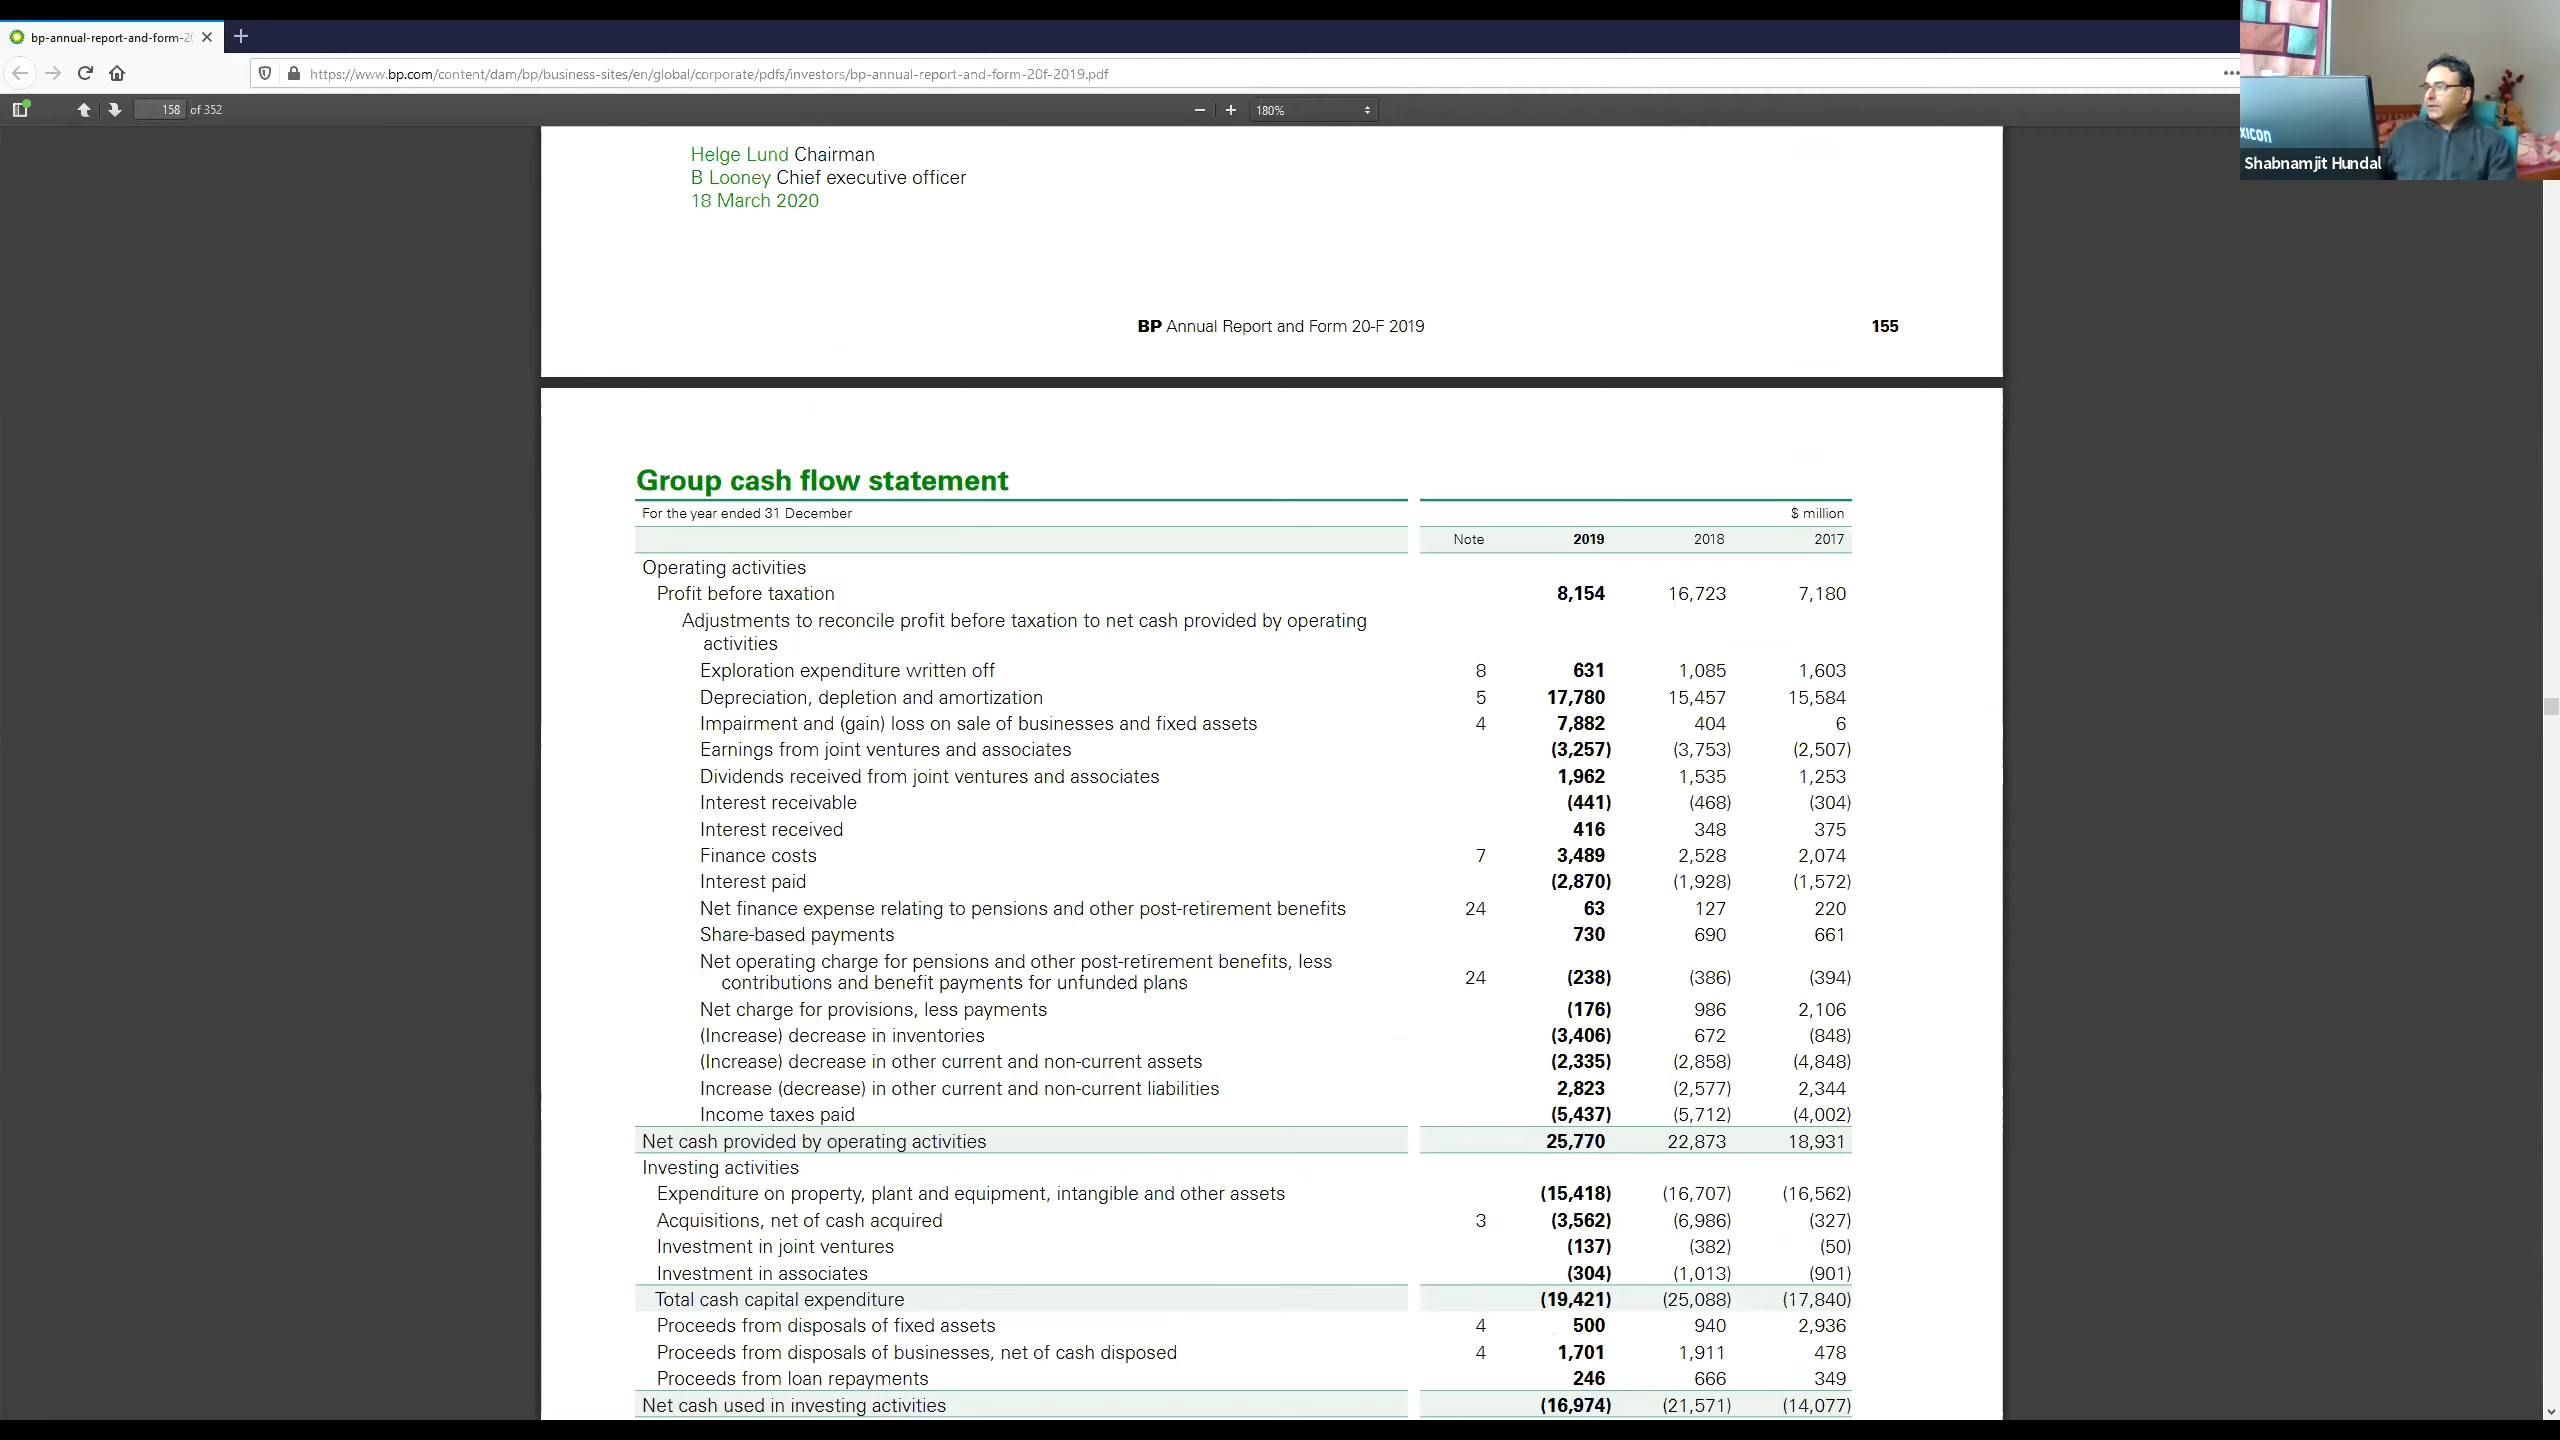 bp-annual-report-and-form-20
https://www.bp.com/content/dam/bp/business-sites/en/global/corporate/pdfs/investors/bp-annual-report-and-form-20f-2019.pdf
158 of 352
180%
XICON
Shabnamjit Hundal
Helge Lund Chairman
B Looney Chief executive officer
18 March 2020
BP Annual Report and Form 20-F 2019 155
Group cash flow statement
For the year ended 31 December $ million
Note 2019 2018 2017
Operating activities
Profit before taxation 8,154 16,723 7,180
Adjustments to reconcile profit before taxation to net cash provided by operating
activities
Exploration expenditure written off 8 631 1,085 1,603
Depreciation, depletion and amortization 5 17,780 15,457 15,584
Impairment and (gain) loss on sale of businesses and fixed assets 4 7,882 404 6
Earnings from joint ventures and associates (3,257) (3,753) (2,507)
Dividends received from joint ventures and associates 1,962 1,535 1,253
Interest receivable (441) (468) (304)
Interest received 416 348 375
Finance costs 7 3,489 2,528 2,074
Interest paid (2,870) (1,928) (1,572)
Net finance expense relating to pensions and other post-retirement benefits 24 63 127 220
Share-based payments 730 690 661
Net operating charge for pensions and other post-retirement benefits, less
contributions and benefit payments for unfunded plans 24 (238) (386) (394)
Net charge for provisions, less payments (176) 986 2,106
(Increase) decrease in inventories (3,406) 672 (848)
(Increase) decrease in other current and non-current assets (2,335) (2,858) (4,848)
Increase (decrease) in other current and non-current liabilities 2,823 (2,577) 2,344
Income taxes paid (5,437) (5,712) (4,002)
Net cash provided by operating activities 25,770 22,873 18,931
Investing activities
Expenditure on property, plant and equipment, intangible and other assets (15,418) (16,707) (16,562)
Acquisitions, net of cash acquired 3 (3,562) (6,986) (327)
Investment in joint ventures (137) (382) (50)
Investment in associates (304) (1,013) (901)
Total cash capital expenditure (19,421) (25,088) (17,840)
Proceeds from disposals of fixed assets 4 500 940 2,936
Proceeds from disposals of businesses, net of cash disposed 4 1,701 1,911 478
Proceeds from loan repayments 246 666 349
Net cash used in investing activities (16,974) (21,571) (14,077)